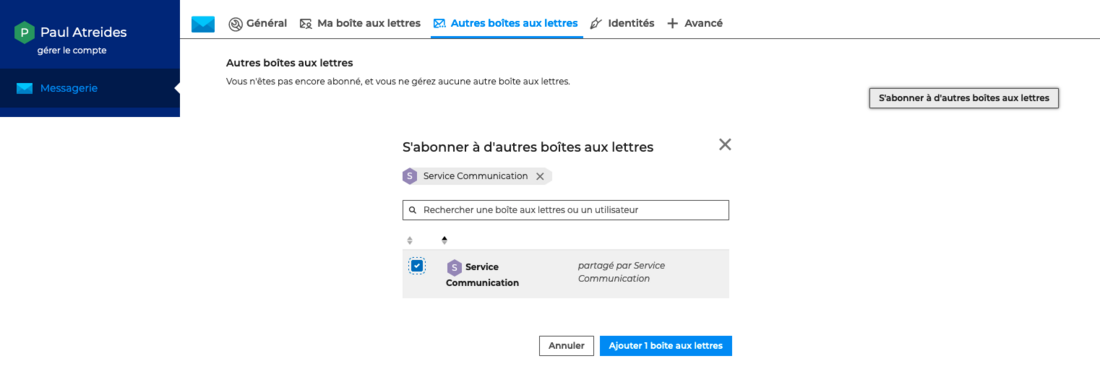 P Paul Atreides
gérer le compte
Messagerie
Général Ma boîte aux lettres Autres boîtes aux lettres Identités Avancé
Autres boîtes aux lettres
Vous n'êtes pas encore abonné, et vous ne gérez aucune autre boîte aux lettres.
S'abonner à d'autres boîtes aux lettres
S'abonner à d'autres boîtes aux lettres
S Service Communication
Rechercher une boîte aux lettres ou un utilisateur
S Service
Communication
partagé par Service
Communication
Annuler Ajouter 1 boîte aux lettres